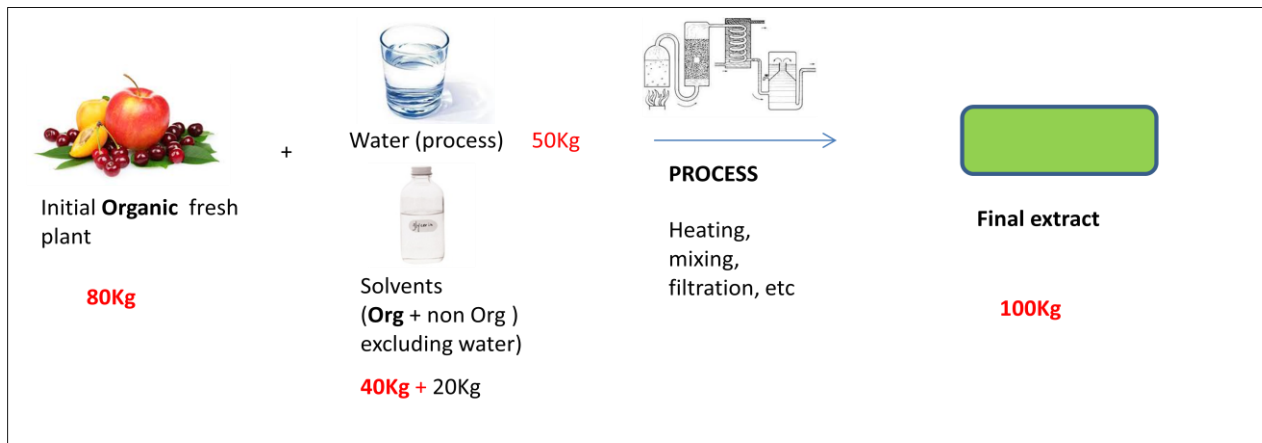 Initial Organic fresh
plant
80Kg
+
Water (process) 50Kg
Solvents
(Org + non Org )
excluding water)
40Kg + 20Kg
PROCESS
Heating,
mixing,
filtration, etc
Final extract
100Kg